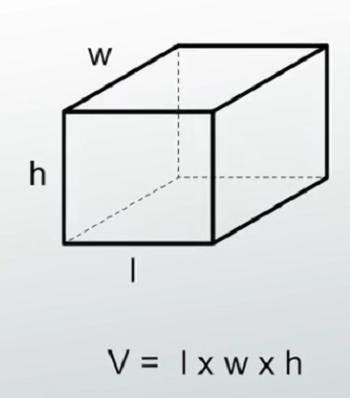 w
h
l
V = l x w x h